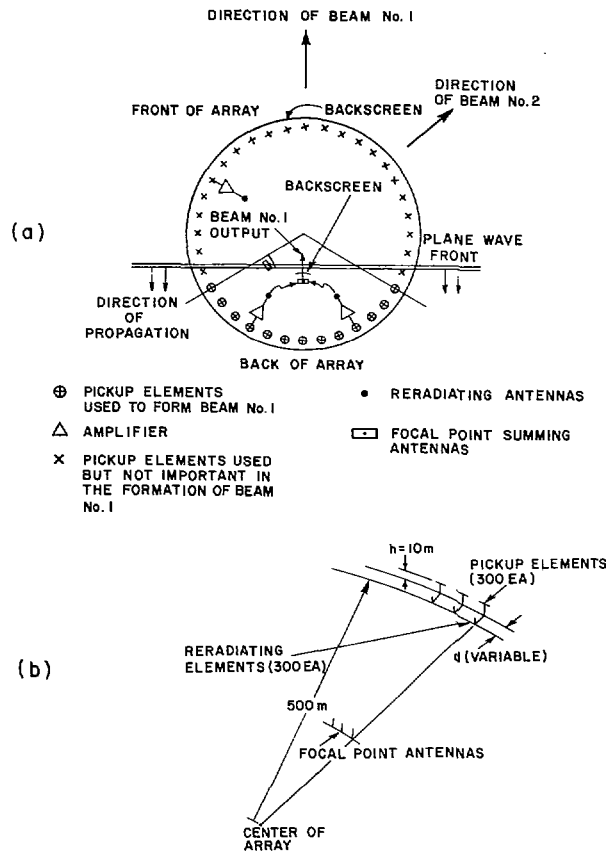 DIRECTION OF BEAM No. 1
DIRECTION
OF BEAM No. 2
FRONT OF ARRAY
BACKSCREEN
BACKSCREEN
(a)
BEAM No. 1
OUTPUT
PLANE WAVE
FRONT
DIRECTION
OF
PROPAGATION
BACK OF ARRAY
PICKUP ELEMENTS
USED TO FORM BEAM No. 1
RERADIATING ANTENNAS
AMPLIFIER
FOCAL POINT SUMMING
ANTENNAS
PICKUP ELEMENTS USED
BUT NOT IMPORTANT IN
THE FORMATION OF BEAM
No. 1
h = 10 m
PICKUP ELEMENTS
(300 EA)
(b)
RERADIATING
ELEMENTS (300 EA)
d (VARIABLE)
500 m
FOCAL POINT ANTENNAS
CENTER OF
ARRAY